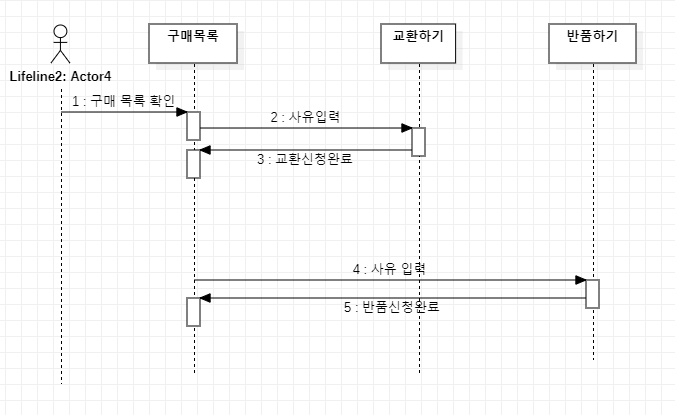 구매목록
교환하기
반품하기
Lifeline2: Actor4
1 : 구매 목록 확인
2 : 사유입력
3 : 교환신청완료
4 : 사유 입력
5 : 반품신청완료